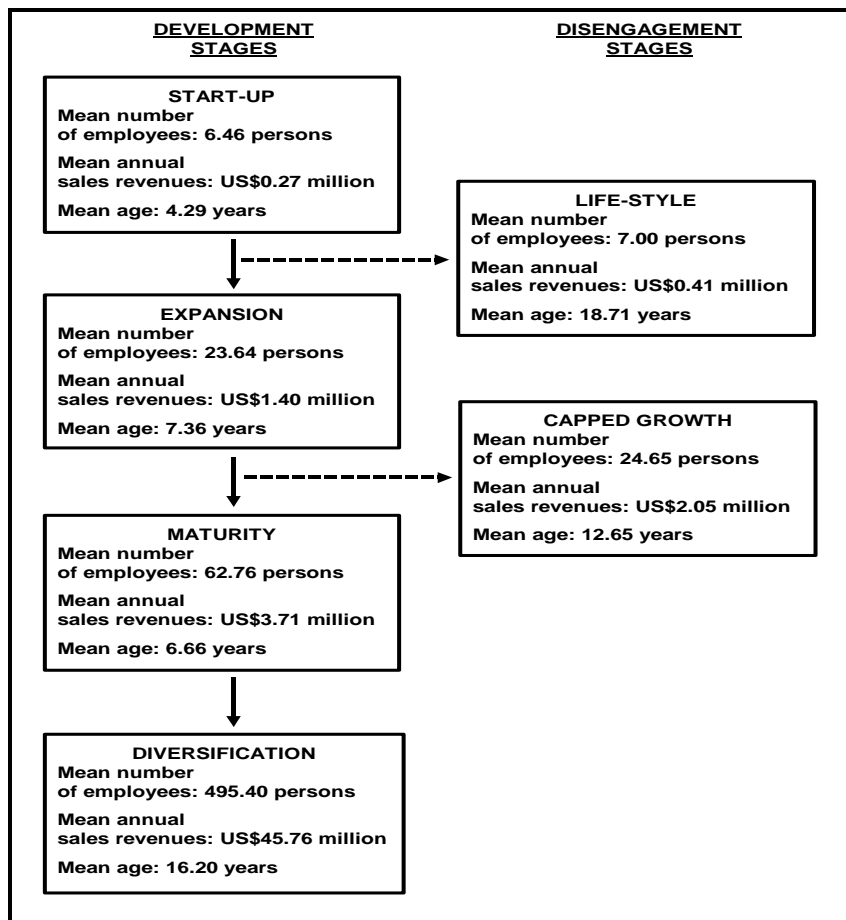 DEVELOPMENT
STAGES
START-UP
Mean number
of employees: 6.46 persons
Mean annual
sales revenues: US$0.27 million
Mean age: 4.29 years
EXPANSION
Mean number
of employees: 23.64 persons
Mean annual
sales revenues: US$1.40 million
Mean age: 7.36 years
MATURITY
Mean number
of employees: 62.76 persons
Mean annual
sales revenues: US$3.71 million
Mean age: 6.66 years
DIVERSIFICATION
Mean number
of employees: 495.40 persons
Mean annual
sales revenues: US$45.76 million
Mean age: 16.20 years
DISENGAGEMENT
STAGES
LIFE-STYLE
Mean number
of employees: 7.00 persons
Mean annual
sales revenues: US$0.41 million
Mean age: 18.71 years
CAPPED GROWTH
Mean number
of employees: 24.65 persons
Mean annual
sales revenues: US$2.05 million
Mean age: 12.65 years